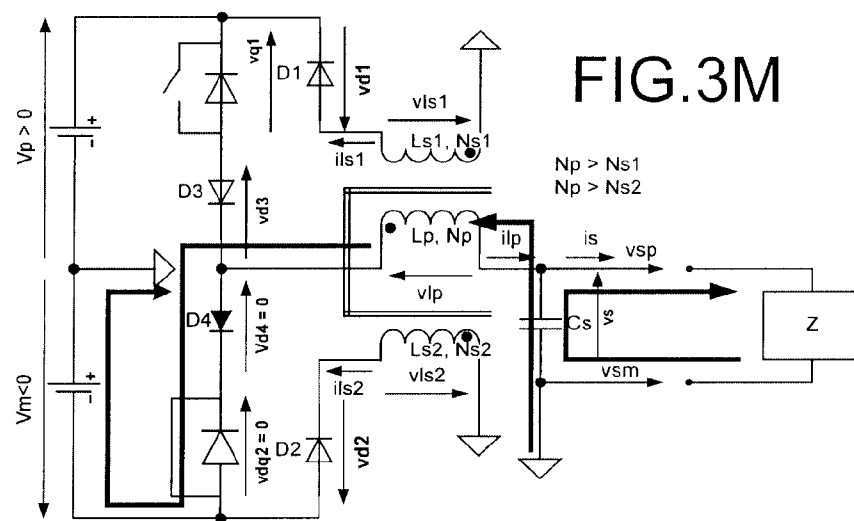 FIG.3M
Vp > 0
+
-
vq1
D1
vd1
vls1
ils1
Ls1, Ns1
Np > Ns1
Np > Ns2
D3
vd3
Lp, Np
ilp
is
vsp
vlp
D4
Vd4 = 0
Cs
vs
Z
Vm<0
+
-
Ls2, Ns2
ils2
vls2
vsm
vdq2 = 0
D2
vd2